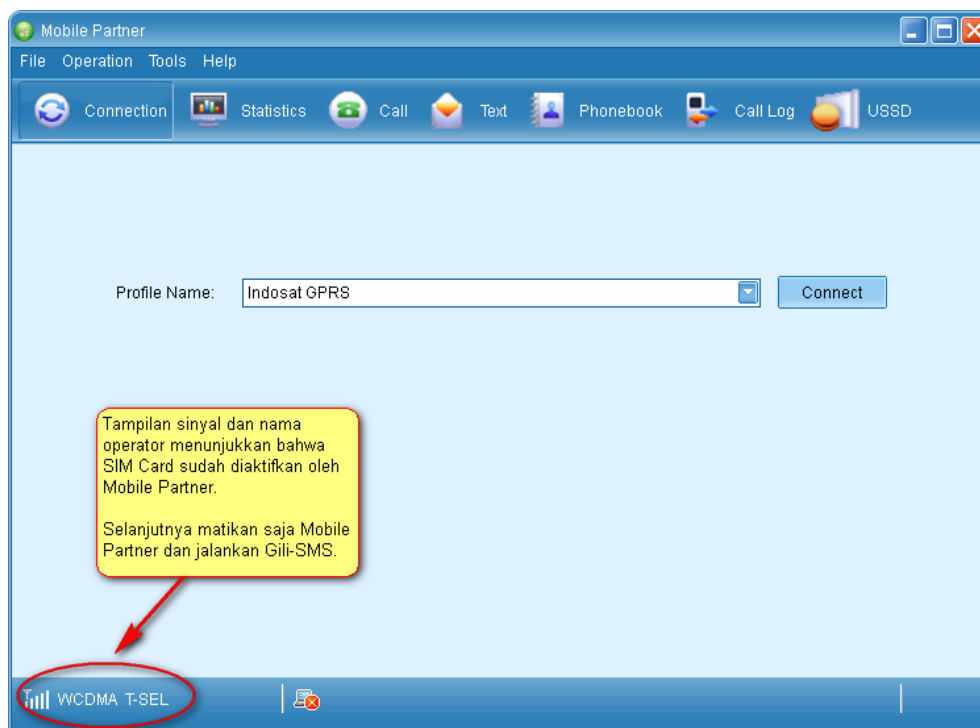 Mobile Partner
File Operation Tools Help
Connection Statistics Call Text Phonebook Call Log USSD
Profile Name: Indosat GPRS Connect
Tampilan sinyal dan nama
operator menunjukkan bahwa
SIM Card sudah diaktifkan oleh
Mobile Partner.
Selanjutnya matikan saja Mobile
Partner dan jalankan Gili-SMS.
WCDMA T-SEL